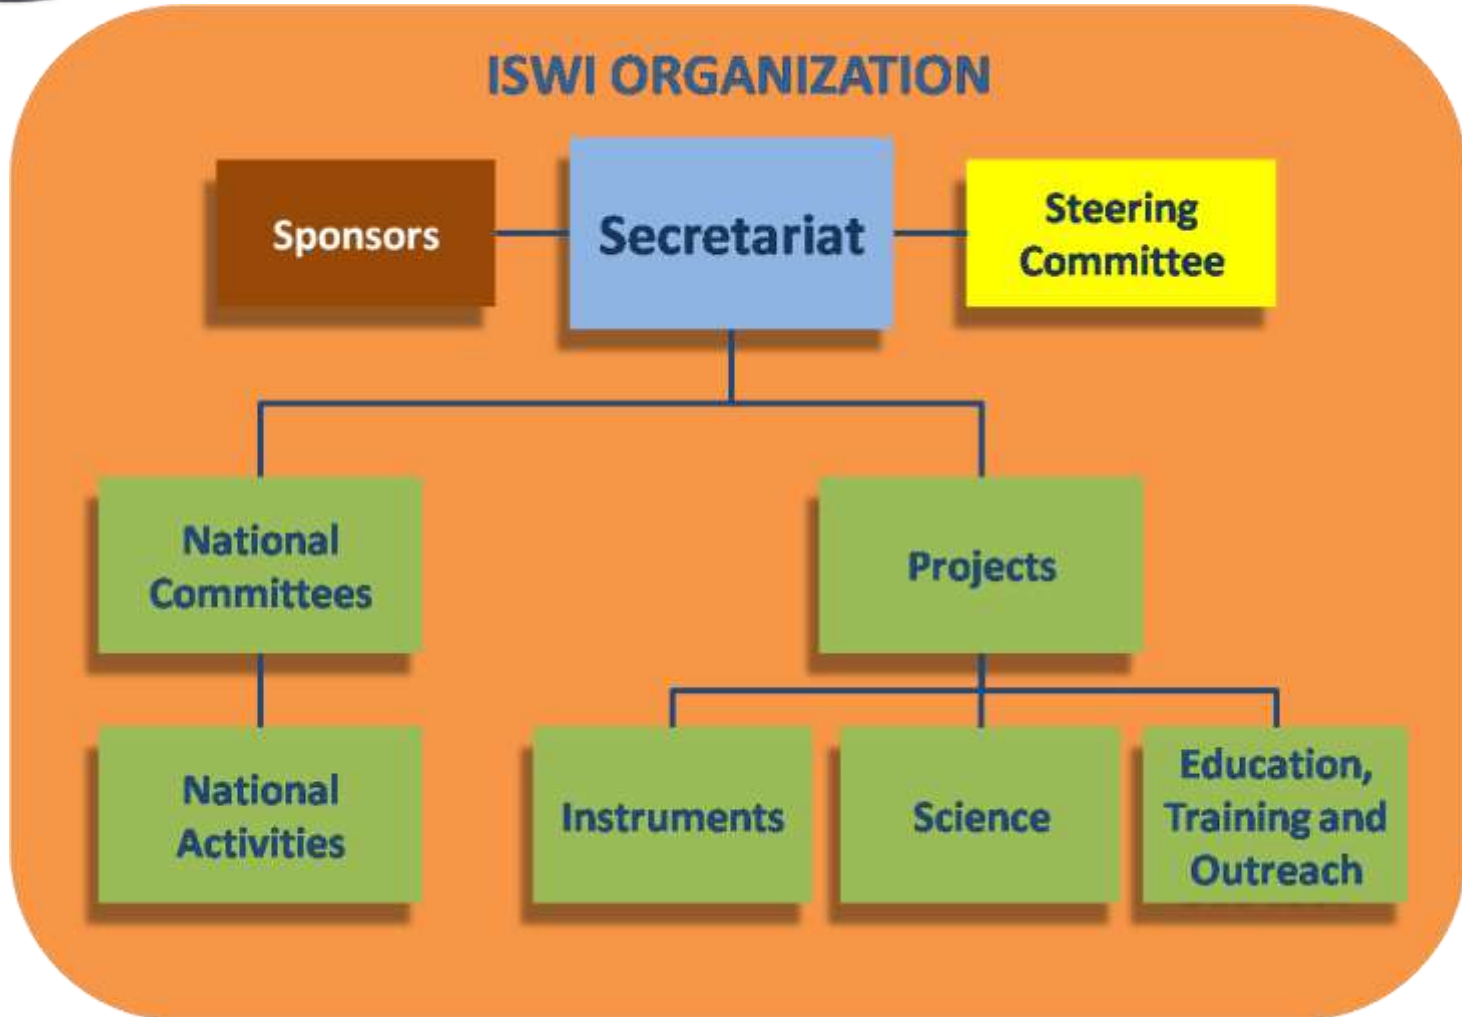 ISWI ORGANIZATION
Sponsors
Secretariat
Steering
Committee
National
Committees
Projects
National
Activities
Instruments
Science
Education,
Training and
Outreach